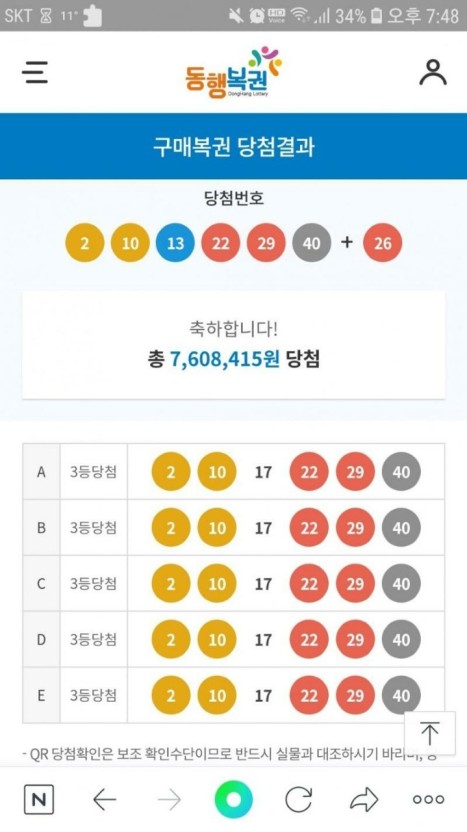 SKT 11° HD Voice 34% 오후 7:48
동행복권
DongHang Lottery
구매복권 당첨결과
당첨번호
2 10 13 22 29 40 + 26
축하합니다!
총 7,608,415원 당첨
A 3등당첨 2 10 17 22 29 40
B 3등당첨 2 10 17 22 29 40
C 3등당첨 2 10 17 22 29 40
D 3등당첨 2 10 17 22 29 40
E 3등당첨 2 10 17 22 29 40
- QR 당첨확인은 보조 확인수단이므로 반드시 실물과 대조하시기
N